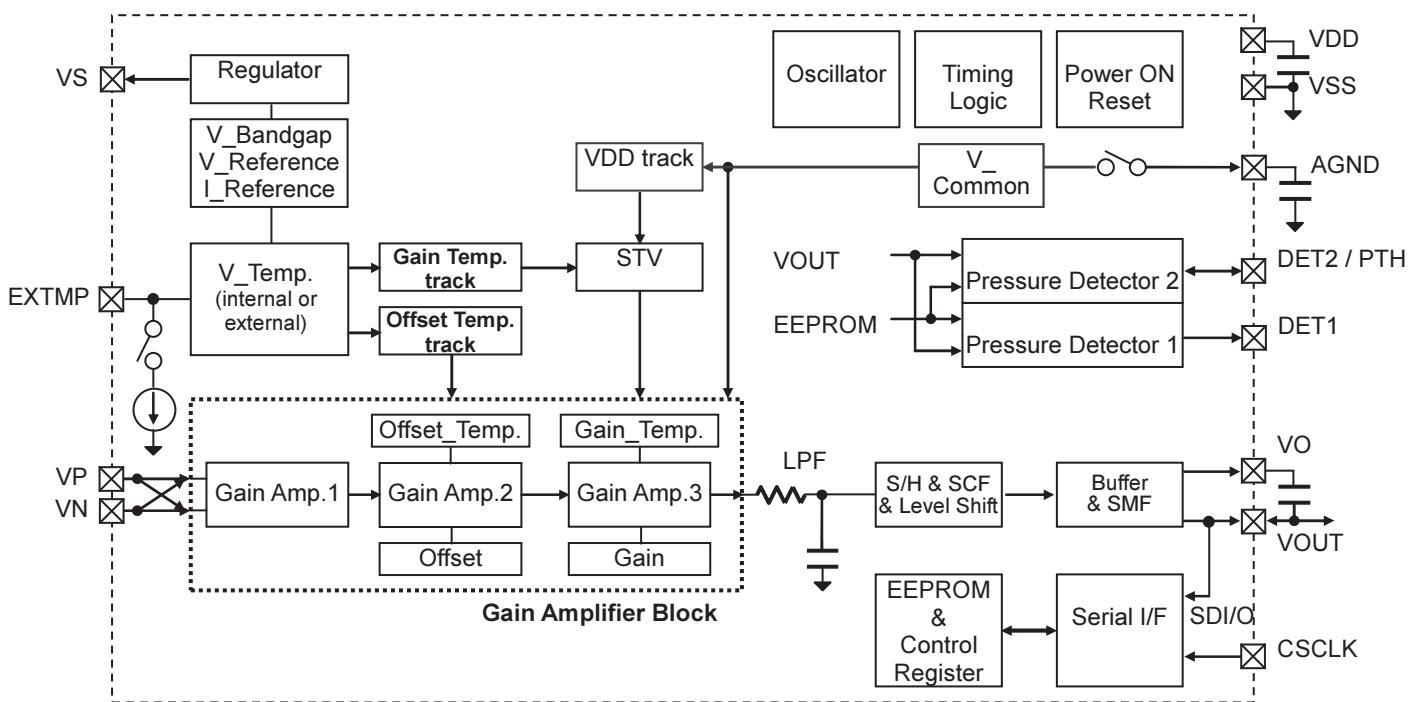 VS
Regulator
V_Bandgap
V_Reference
I_Reference
Oscillator
Timing
Logic
Power ON
Reset
VDD
VSS
VDD track
V_
Common
AGND
EXTMP
V_Temp.
(internal or
external)
Gain Temp.
track
STV
Offset Temp.
track
VOUT
EEPROM
Pressure Detector 2
Pressure Detector 1
DET2 / PTH
DET1
VP
VN
Offset_Temp.
Gain_Temp.
Gain Amp.1
Gain Amp.2
Gain Amp.3
Offset
Gain
Gain Amplifier Block
LPF
S/H & SCF
& Level Shift
Buffer
& SMF
VO
VOUT
EEPROM
&
Control
Register
Serial I/F
SDI/O
CSCLK